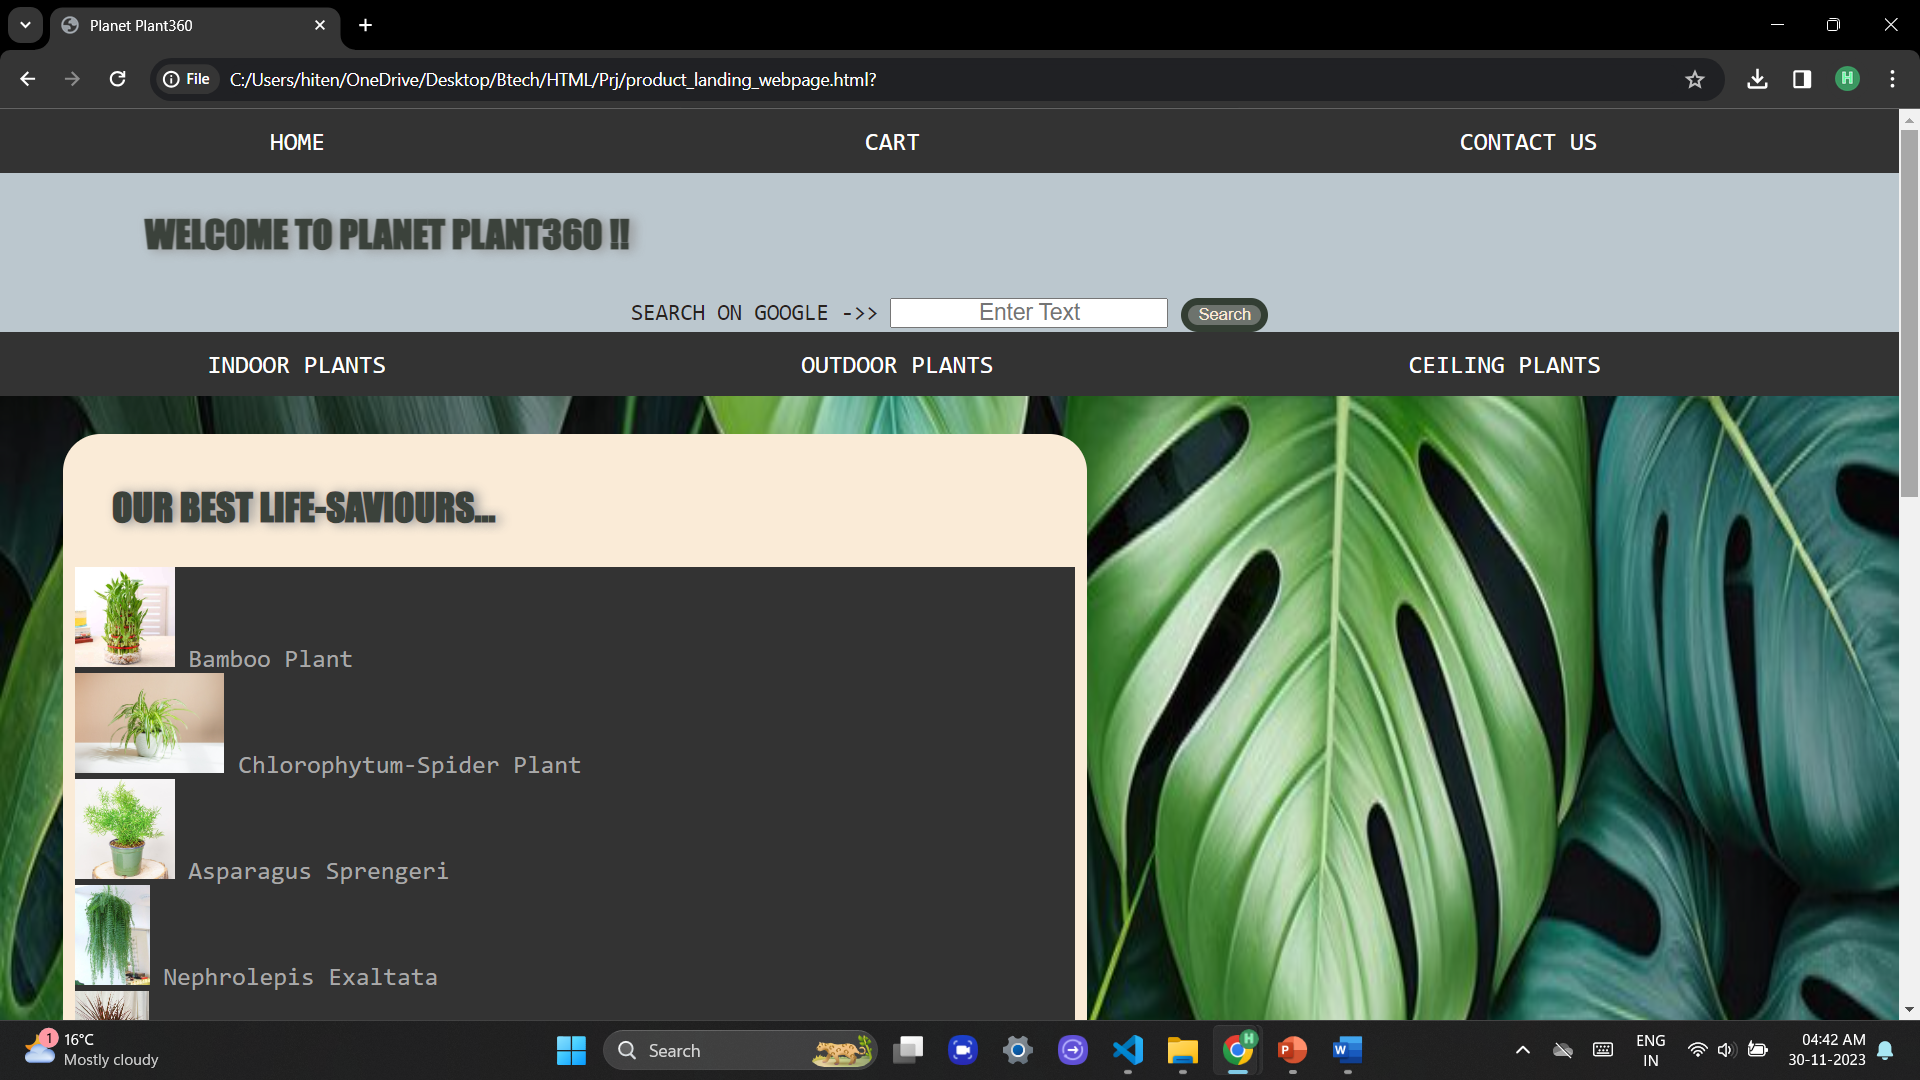 Planet Plant360
File C:/Users/hiten/OneDrive/Desktop/Btech/HTML/Prj/product_landing_webpage.html?
H
HOME CART CONTACT US
WELCOME TO PLANET PLANT360 !!
SEARCH ON GOOGLE ->> Enter Text Search
INDOOR PLANTS OUTDOOR PLANTS CEILING PLANTS
OUR BEST LIFE-SAVIOURS...
Bamboo Plant
Chlorophytum-Spider Plant
Asparagus Sprengeri
Nephrolepis Exaltata
1 16°C
Mostly cloudy
Search
H
P
W
ENG
IN
04:42 AM
30-11-2023